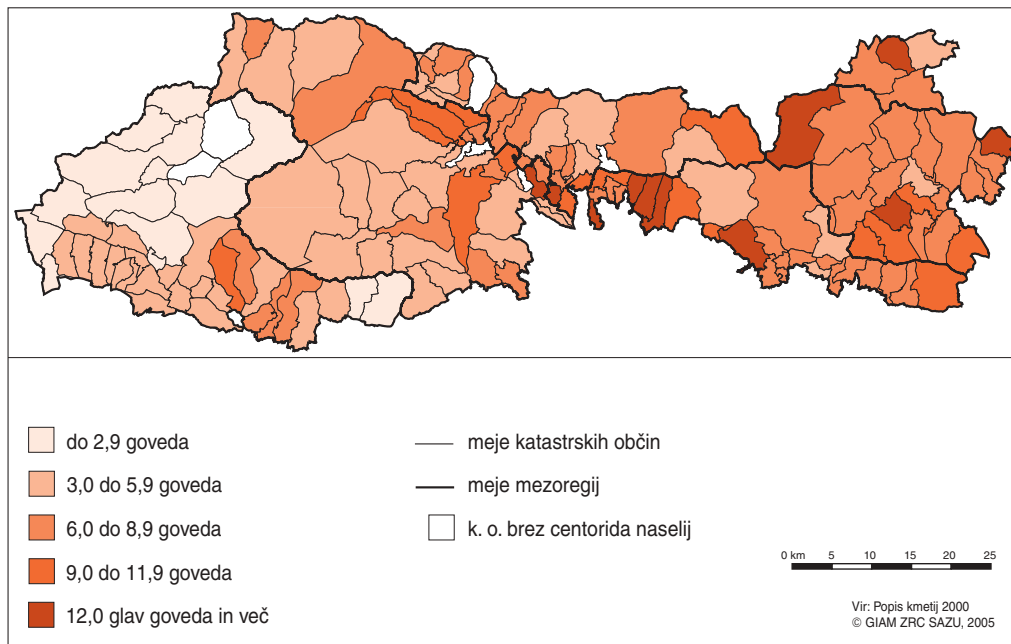 do 2,9 goveda
3,0 do 5,9 goveda
6,0 do 8,9 goveda
9,0 do 11,9 goveda
12,0 glav goveda in več
meje katastrskih občin
meje mezoregij
k. o. brez centorida naselij
0 km 5 10 15 20 25
Vir: Popis kmetij 2000
© GIAM ZRC SAZU, 2005